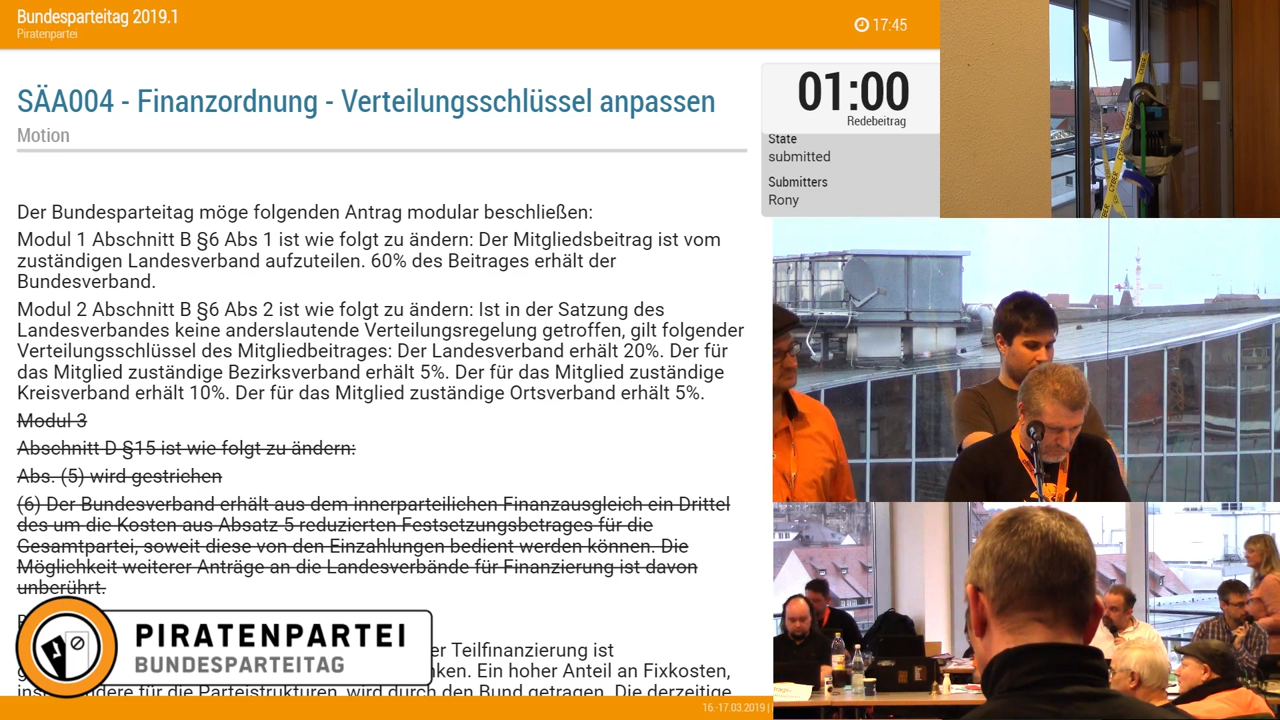 Bundesparteitag 2019.1
Piratenpartei
17:45
SÄA004 - Finanzordnung - Verteilungsschlüssel anpassen
Motion
01:00
Redebeitrag
State
submitted
Submitters
Rony
Der Bundesparteitag möge folgenden Antrag modular beschließen:
Modul 1 Abschnitt B §6 Abs 1 ist wie folgt zu ändern: Der Mitgliedsbeitrag ist vom
zuständigen Landesverband aufzuteilen. 60% des Beitrages erhält der
Bundesverband.
Modul 2 Abschnitt B §6 Abs 2 ist wie folgt zu ändern: Ist in der Satzung des
Landesverbandes keine anderslautende Verteilungsregelung getroffen, gilt folgender
Verteilungsschlüssel des Mitgliedbeitrages: Der Landesverband erhält 20%. Der für
das Mitglied zuständige Bezirksverband erhält 5%. Der für das Mitglied zuständige
Kreisverband erhält 10%. Der für das Mitglied zuständige Ortsverband erhält 5%.
Modul 3
Abschnitt D §15 ist wie folgt zu ändern:
Abs. (5) wird gestrichen
(6) Der Bundesverband erhält aus dem innerparteilichen Finanzausgleich ein Drittel
des um die Kosten aus Absatz 5 reduzierten Festsetzungsbetrages für die
Gesamtpartei, soweit diese von den Einzahlungen bedient werden können. Die
Möglichkeit weiterer Anträge an die Landesverbände für Finanzierung ist davon
unberührt.
er Teilfinanzierung ist
nken. Ein hoher Anteil an Fixkosten,
für die Parteistrukturen, wird durch den Bund getragen. Die derzeitige
PIRATENPARTEI
BUNDESPARTEITAG
16.-17.03.2019 |
CYBER
CYBER
CYBER